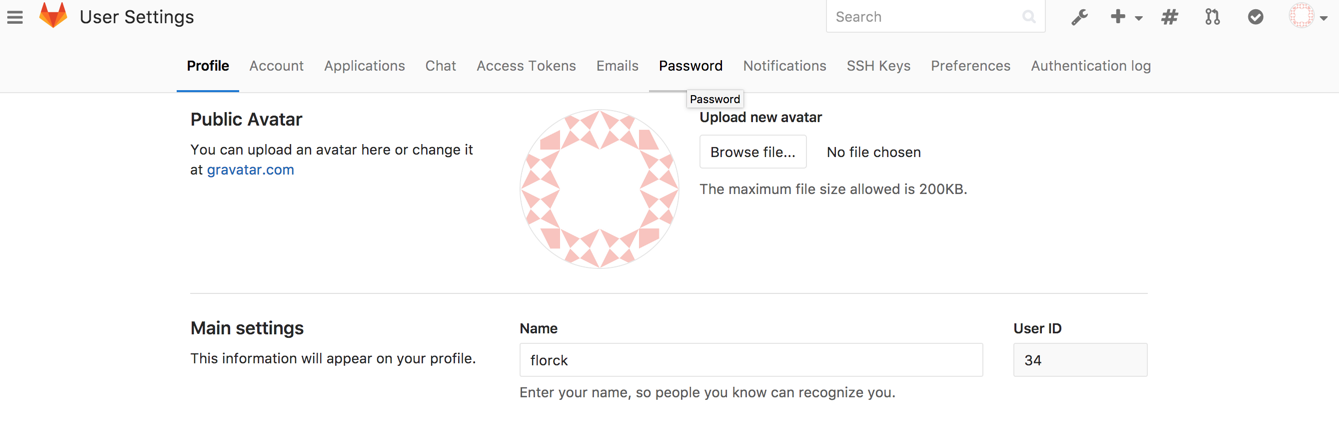 User Settings
Search
Profile Account Applications Chat Access Tokens Emails Password Notifications SSH Keys Preferences Authentication log
Password
Public Avatar
You can upload an avatar here or change it
at gravatar.com
Upload new avatar
Browse file... No file chosen
The maximum file size allowed is 200KB.
Main settings
This information will appear on your profile.
Name
florck
Enter your name, so people you know can recognize you.
User ID
34